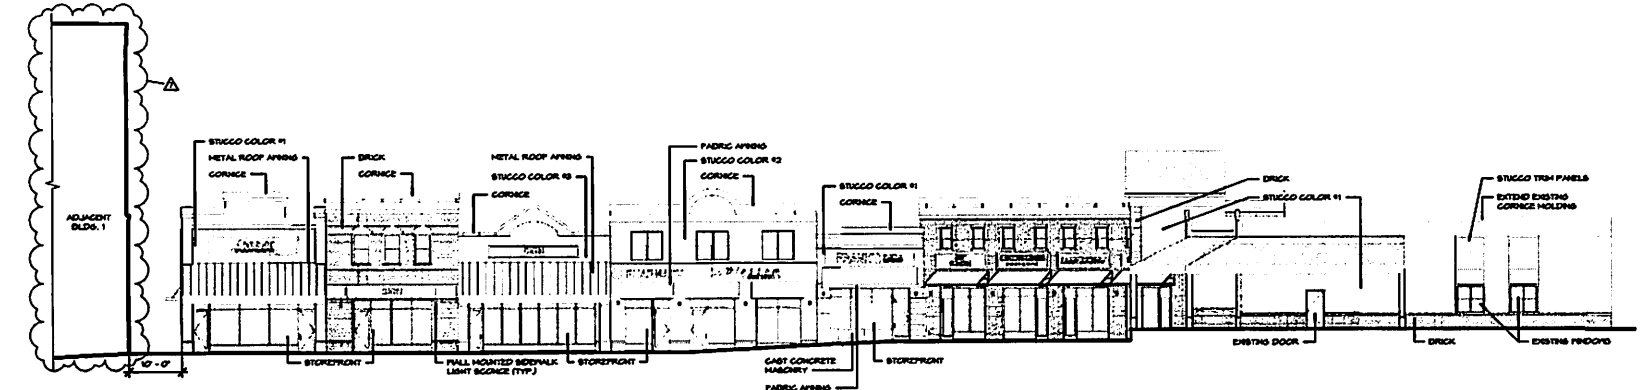 STUCCO COLOR #1
METAL ROOF AWNING
CORNICE
BRICK
CORNICE
METAL ROOF AWNING
STUCCO COLOR #3
CORNICE
FABRIC AWNING
STUCCO COLOR #2
CORNICE
STUCCO COLOR #1
CORNICE
BRICK
STUCCO COLOR #1
STUCCO TRIM PANELS
EXTEND EXISTING
CORNICE MOLDING
ADJACENT
BLDG. 1
10'-0"
STOREFRONT
WALL MOUNTED SIDEWALK
LIGHT SCONCE (TYP.)
STOREFRONT
CAST CONCRETE
MASONRY
FABRIC AWNING
STOREFRONT
EXISTING DOOR
BRICK
EXISTING WINDOWS